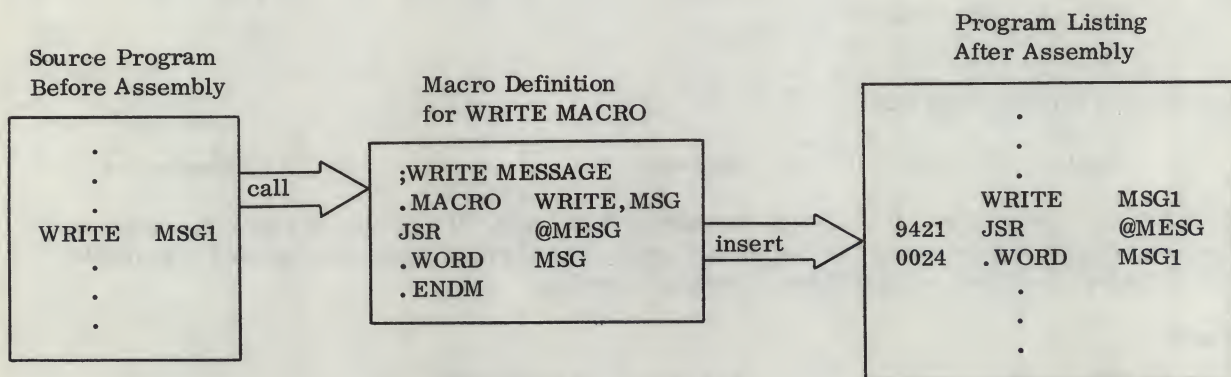 Source Program
Before Assembly
.
.
.
WRITE MSG1
.
.
.
call
Macro Definition
for WRITE MACRO
;WRITE MESSAGE
.MACRO WRITE,MSG
JSR @MESG
.WORD MSG
.ENDM
insert
Program Listing
After Assembly
.
.
.
WRITE MSG1
9421 JSR @MESG
0024 .WORD MSG1
.
.
.